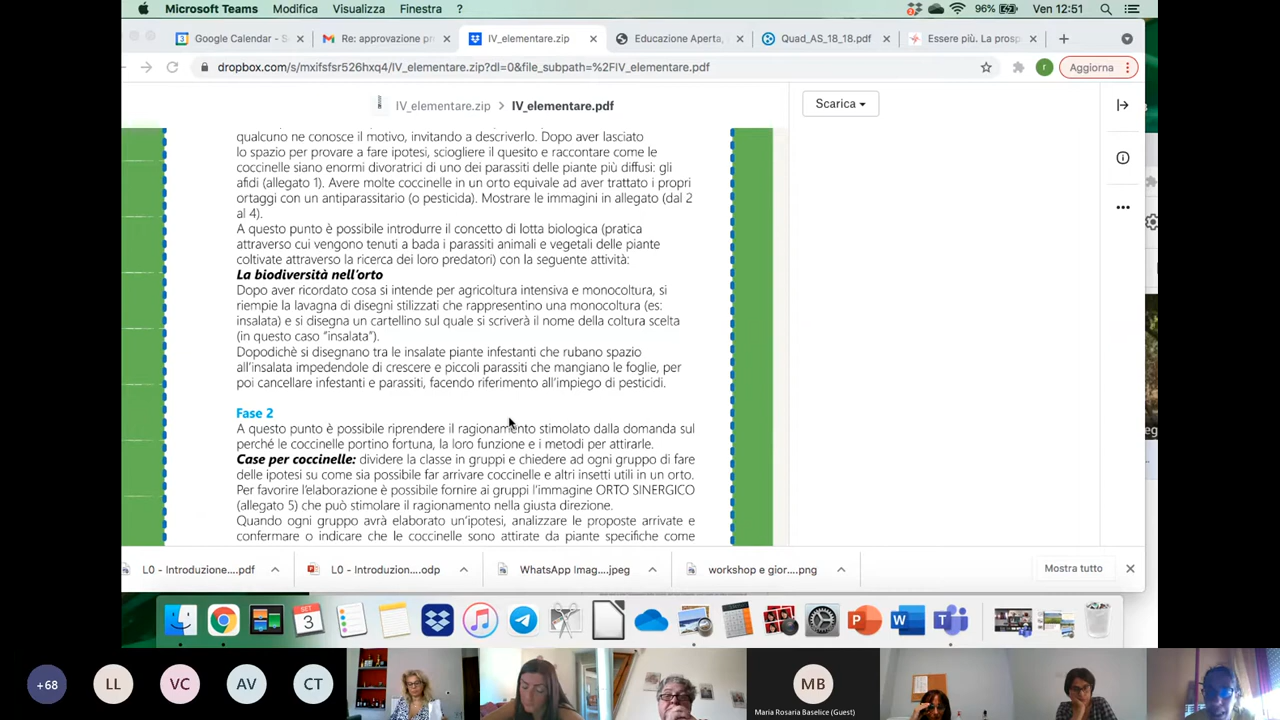 Microsoft Teams Modifica Visualizza Finestra ? 96% Ven 12:51
Google Calendar - S Re: approvazione pr IV_elementare.zip Educazione Aperta, Quad_AS_18_18.pdf Essere più. La prosp
dropbox.com/s/mxifsfsr526htxq4/IV_elementare.zip?dl=0&file_subpath=%2FIV_elementare.pdf r Aggiorna
IV_elementare.zip > IV_elementare.pdf Scarica
qualcuno ne conosce il motivo, invitando a descriverlo. Dopo aver lasciato
lo spazio per provare a fare ipotesi, sciogliere il quesito e raccontare come le
coccinelle siano enormi divoratrici di uno dei parassiti delle piante più diffusi: gli
afidi (allegato 1). Avere molte coccinelle in un orto equivale ad aver trattato i propri
ortaggi con un antiparassitario (o pesticida). Mostrare le immagini in allegato (dal 2
al 4).
A questo punto è possibile introdurre il concetto di lotta biologica (pratica
attraverso cui vengono tenuti a bada i parassiti animali e vegetali delle piante
coltivate attraverso la ricerca dei loro predatori) con la seguente attività:
La biodiversità nell'orto
Dopo aver ricordato cosa si intende per agricoltura intensiva e monocoltura, si
riempie la lavagna di disegni stilizzati che rappresentino una monocoltura (es:
insalata) e si disegna un cartellino sul quale si scriverà il nome della coltura scelta
(in questo caso "insalata").
Dopodichè si disegnano tra le insalate piante infestanti che rubano spazio
all'insalata impedendole di crescere e piccoli parassiti che mangiano le foglie, per
poi cancellare infestanti e parassiti, facendo riferimento all'impiego di pesticidi.
Fase 2
A questo punto è possibile riprendere il ragionamento stimolato dalla domanda sul
perché le coccinelle portino fortuna, la loro funzione e i metodi per attirarle.
Case per coccinelle: dividere la classe in gruppi e chiedere ad ogni gruppo di fare
delle ipotesi su come sia possibile far arrivare coccinelle e altri insetti utili in un orto.
Per favorire l'elaborazione è possibile fornire ai gruppi l'immagine ORTO SINERGICO
(allegato 5) che può stimolare il ragionamento nella giusta direzione.
Quando ogni gruppo avrà elaborato un'ipotesi, analizzare le proposte arrivate e
confermare o indicare che le coccinelle sono attirate da piante specifiche come
L0 - Introduzione....pdf L0 - Introduzion....odp WhatsApp Imag....jpeg workshop e gior....png Mostra tutto
SET
3
+68 LL VC AV CT MB
Maria Rosaria Baselice (Guest)